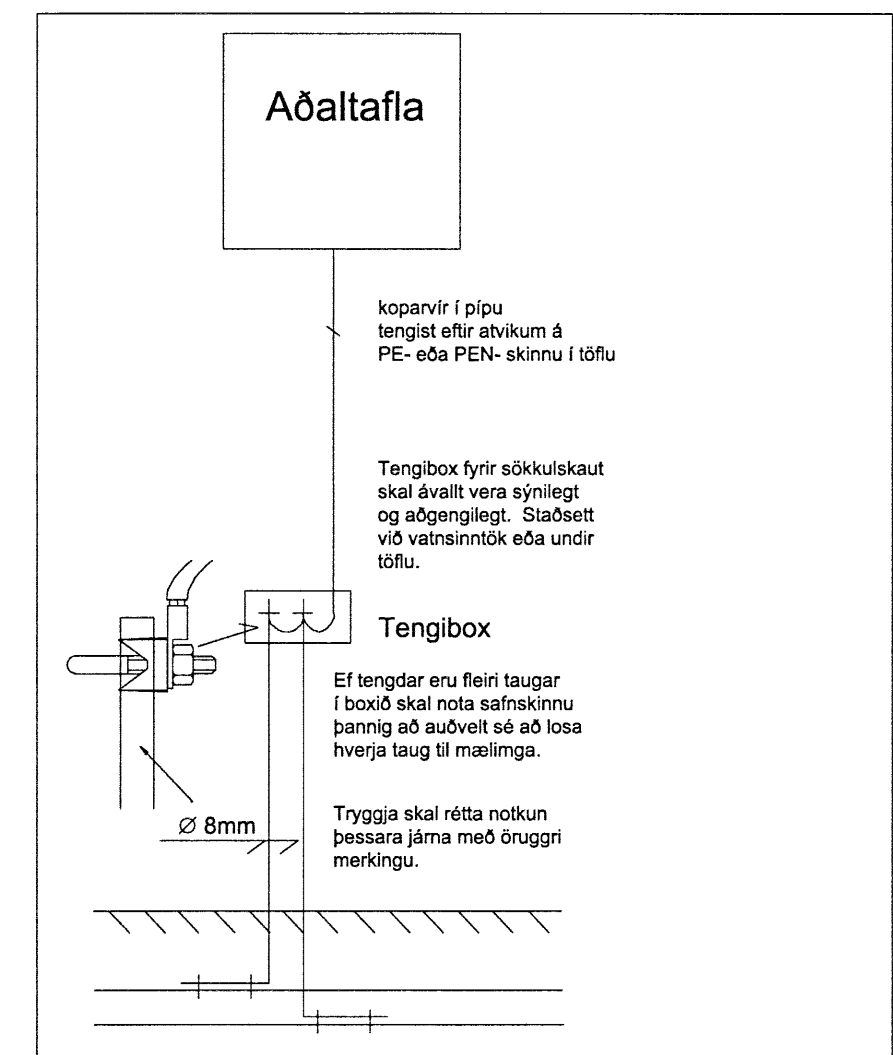 Aðaltafla
koparvír í pípu
tengist eftir atvikum á
PE- eða PEN- skinnu í töflu
Tengibox fyrir sökkulskaut
skal ávallt vera sýnilegt
og aðgengilegt. Staðsett
við vatnsinntök eða undir
töflu.
Tengibox
Ef tengdar eru fleiri taugar
í boxið skal nota safnskinnu
þannig að auðvelt sé að losa
hverja taug til mælimga.
Ø 8mm
Tryggja skal rétta notkun
þessara járna með öruggri
merkingu.